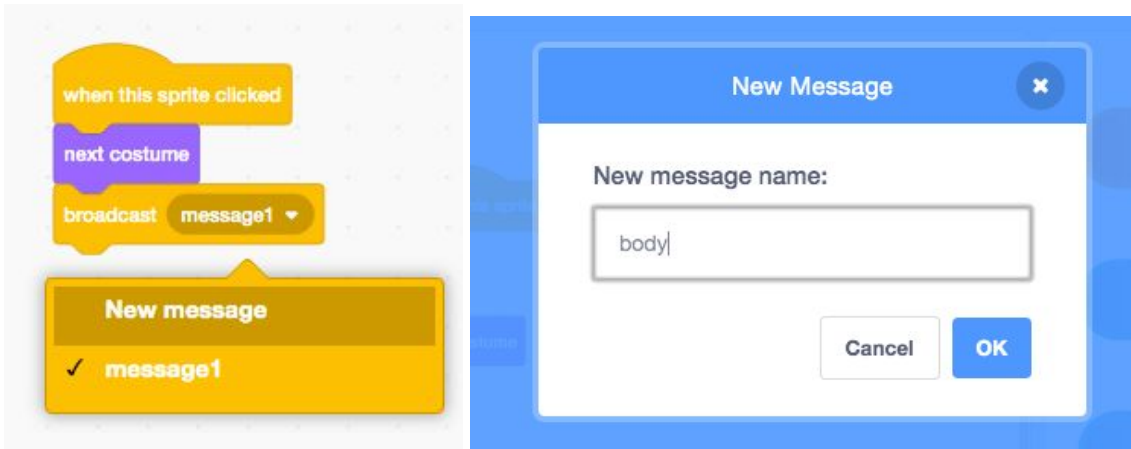 when this sprite clicked
next costume
broadcast message1
New message
✓ message1
New Message
New message name:
body
Cancel
OK